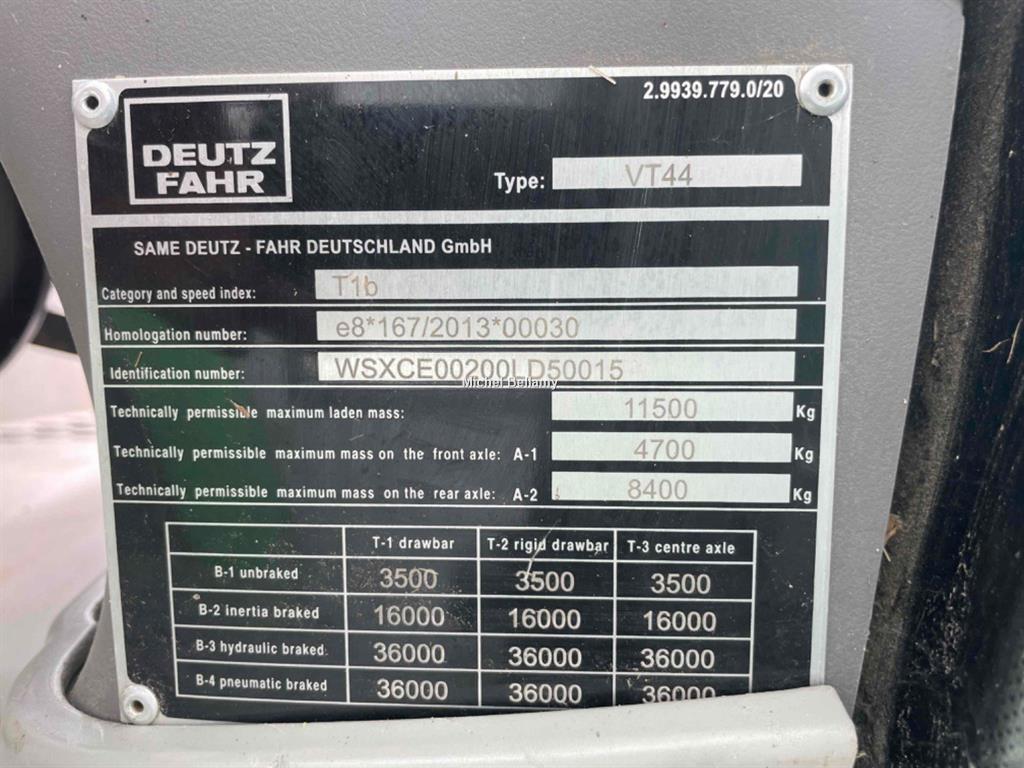 2.9939.779.0/20
DEUTZ
FAHR
Type: VT44
SAME DEUTZ - FAHR DEUTSCHLAND GmbH
Category and speed index: T1b
Homologation number: e8*167/2013*00030
Identification number: WSXCE00200LD50015
Michel Bellamy
Technically permissible maximum laden mass: 11500 Kg
Technically permissible maximum mass on the front axle: A-1 4700 Kg
Technically permissible maximum mass on the rear axle: A-2 8400 Kg
T-1 drawbar T-2 rigid drawbar T-3 centre axle
B-1 unbraked 3500 3500 3500
B-2 inertia braked 16000 16000 16000
B-3 hydraulic braked 36000 36000 36000
B-4 pneumatic braked 36000 36000 36000